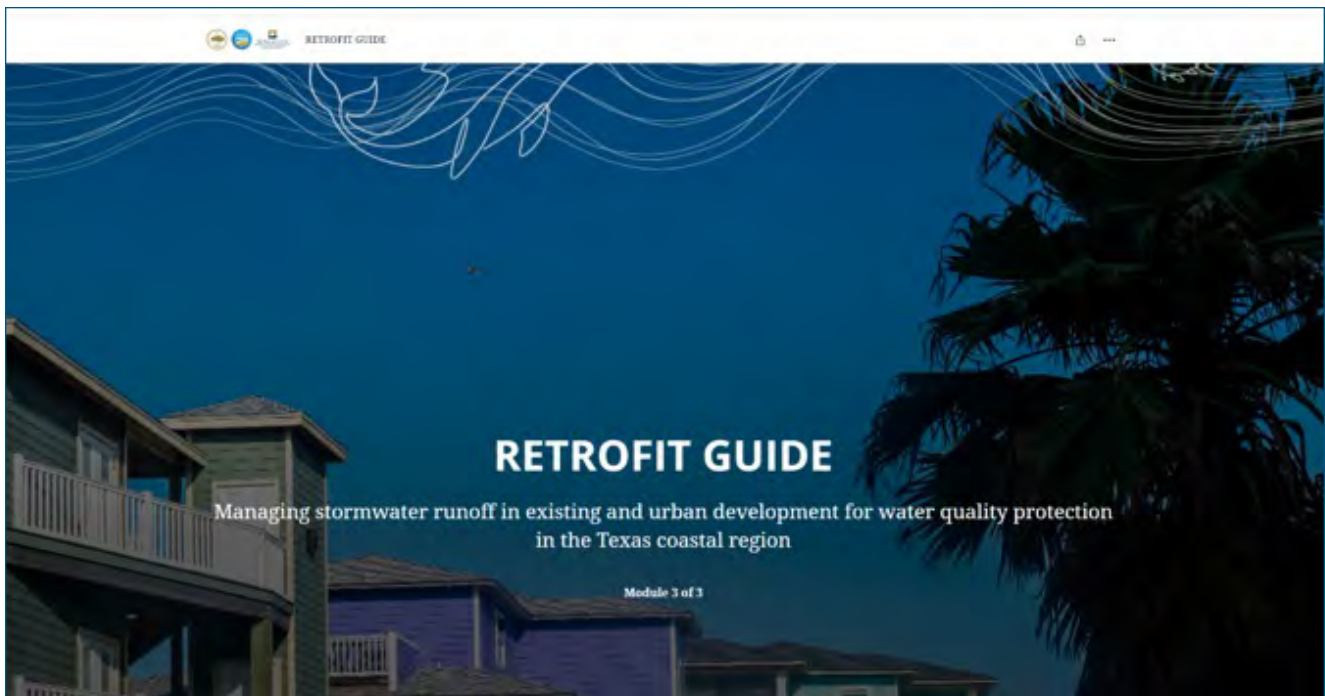 RETROFIT GUIDE
RETROFIT GUIDE
Managing stormwater runoff in existing and urban development for water quality protection
in the Texas coastal region
Module 3 of 3